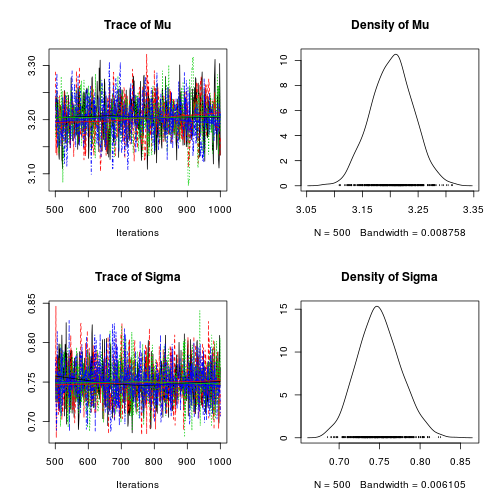 Trace of Mu
3.10 3.20 3.30
500 600 700 800 900 1000
Iterations
Density of Mu
0 2 4 6 8 10
3.05 3.15 3.25 3.35
N = 500 Bandwidth = 0.008758
Trace of Sigma
0.70 0.75 0.80 0.85
500 600 700 800 900 1000
Iterations
Density of Sigma
0 5 10 15
0.70 0.75 0.80 0.85
N = 500 Bandwidth = 0.006105